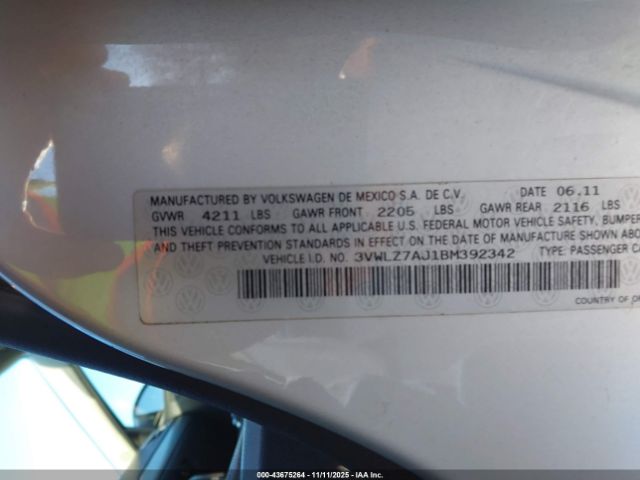 MANUFACTURED BY VOLKSWAGEN DE MEXICO S.A. DE C.V. DATE 06.11
GVWR 4211 LBS GAWR FRONT 2205 LBS GAWR REAR 2116 LBS
THIS VEHICLE CONFORMS TO ALL APPLICABLE U.S. FEDERAL MOTOR VEHICLE SAFETY, BUMPER
AND THEFT PREVENTION STANDARDS IN EFFECT ON THE DATE OF MANUFACTURE SHOWN ABO
VEHICLE I.D. NO. 3VWLZ7AJ1BM392342 TYPE: PASSENGER CA
COUNTRY OF OR
000-43675264 - 11/11/2025 - IAA Inc.